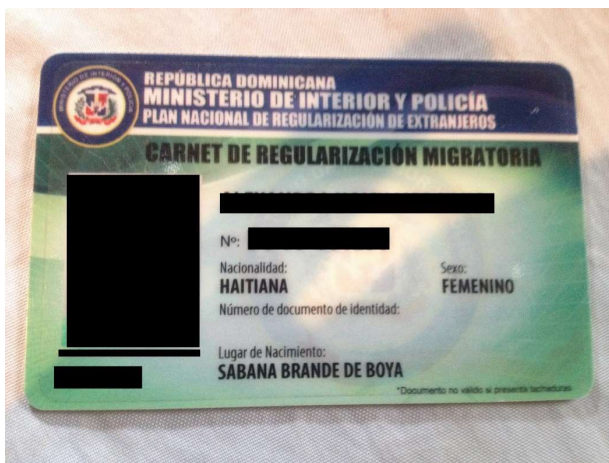 REPÚBLICA DOMINICANA
MINISTERIO DE INTERIOR Y POLICÍA
PLAN NACIONAL DE REGULARIZACIÓN DE EXTRANJEROS
CARNET DE REGULARIZACIÓN MIGRATORIA
Nº:
Nacionalidad: Sexo:
HAITIANA FEMENINO
Número de documento de identidad:
Lugar de Nacimiento:
SABANA BRANDE DE BOYA
*Documento no válido si presenta tachaduras